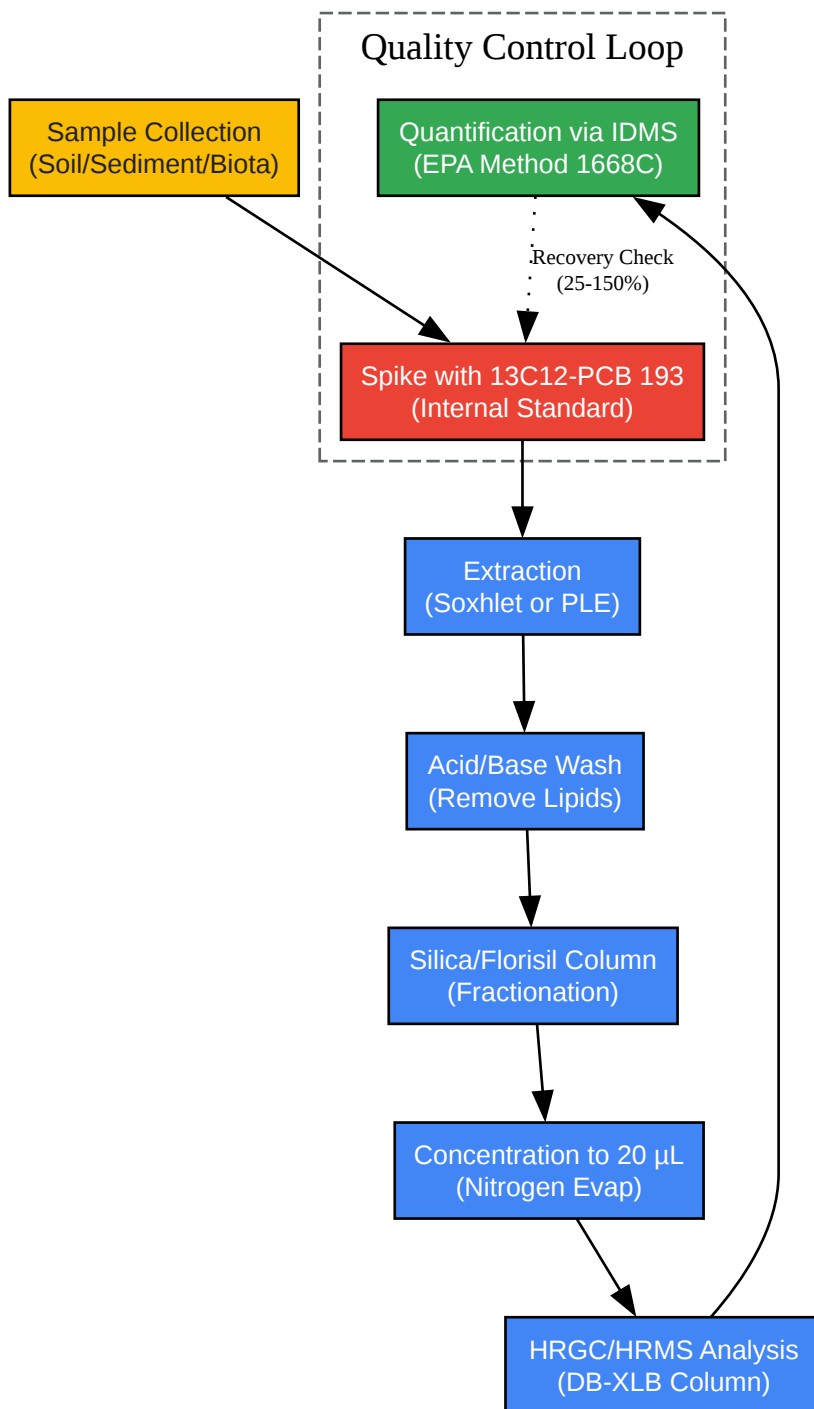 Quality Control Loop
Sample Collection
(Soil/Sediment/Biota)
Quantification via IDMS
(EPA Method 1668C)
Recovery Check
(25-150%)
Spike with 13C12-PCB 193
(Internal Standard)
Extraction
(Soxhlet or PLE)
Acid/Base Wash
(Remove Lipids)
Silica/Florisil Column
(Fractionation)
Concentration to 20 µL
(Nitrogen Evap)
HRGC/HRMS Analysis
(DB-XLB Column)